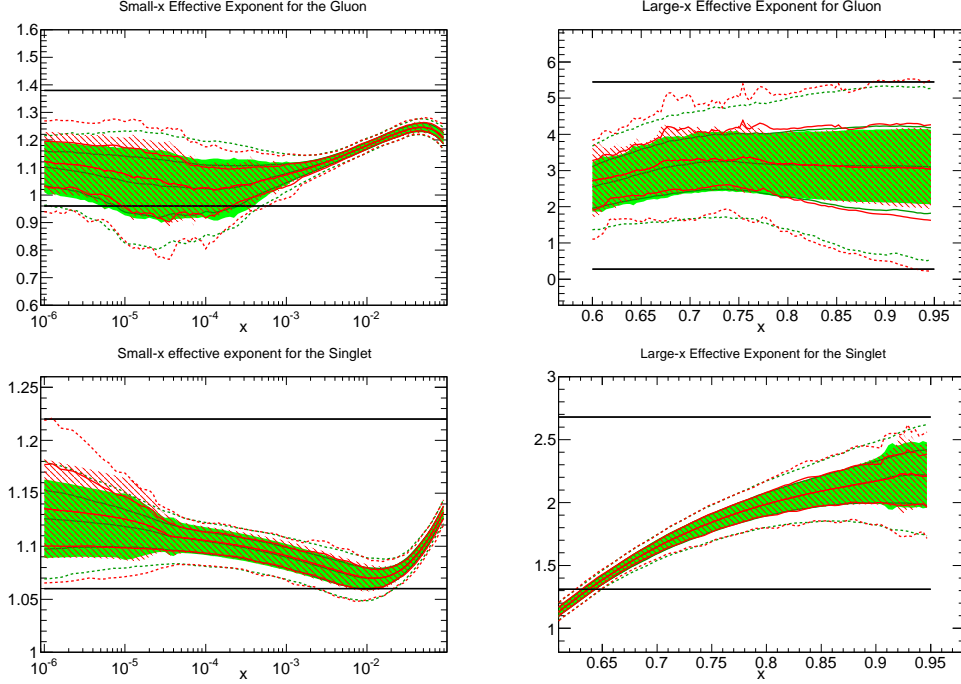 Small-x Effective Exponent for the Gluon
1.6
1.5
1.4
1.3
1.2
1.1
1
0.9
0.8
0.7
0.6
10⁻⁶ 10⁻⁵ 10⁻⁴ 10⁻³ 10⁻²
x
Large-x Effective Exponent for Gluon
6
5
4
3
2
1
0
0.6 0.65 0.7 0.75 0.8 0.85 0.9 0.95
x
Small-x effective exponent for the Singlet
1.25
1.2
1.15
1.1
1.05
1
10⁻⁶ 10⁻⁵ 10⁻⁴ 10⁻³ 10⁻²
x
Large-x Effective Exponent for the Singlet
3
2.5
2
1.5
1
0.65 0.7 0.75 0.8 0.85 0.9 0.95
x